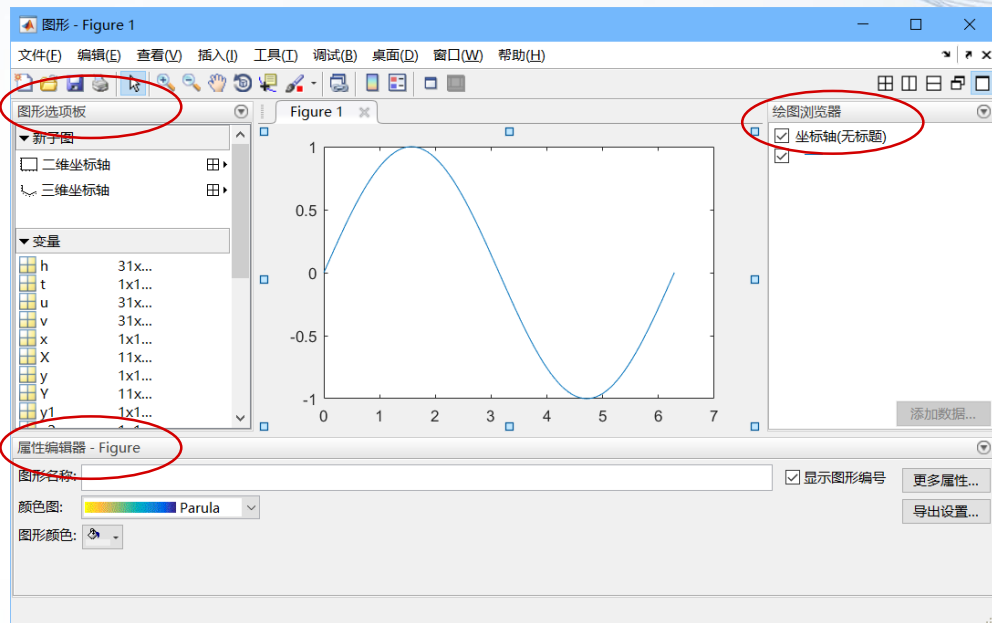 图形 - Figure 1
文件(F) 编辑(E) 查看(V) 插入(I) 工具(T) 调试(B) 桌面(D) 窗口(W) 帮助(H)
图形选项板
新子图
二维坐标轴
三维坐标轴
变量
h 31x...
t 1x1...
u 31x...
v 31x...
x 1x1...
X 11x...
y 1x1...
Y 11x...
y1 1x1...
Figure 1
1
0.5
0
-0.5
-1
0 1 2 3 4 5 6 7
绘图浏览器
坐标轴(无标题)
添加数据...
属性编辑器 - Figure
图形名称:
显示图形编号
更多属性...
颜色图: Parula
导出设置...
图形颜色: